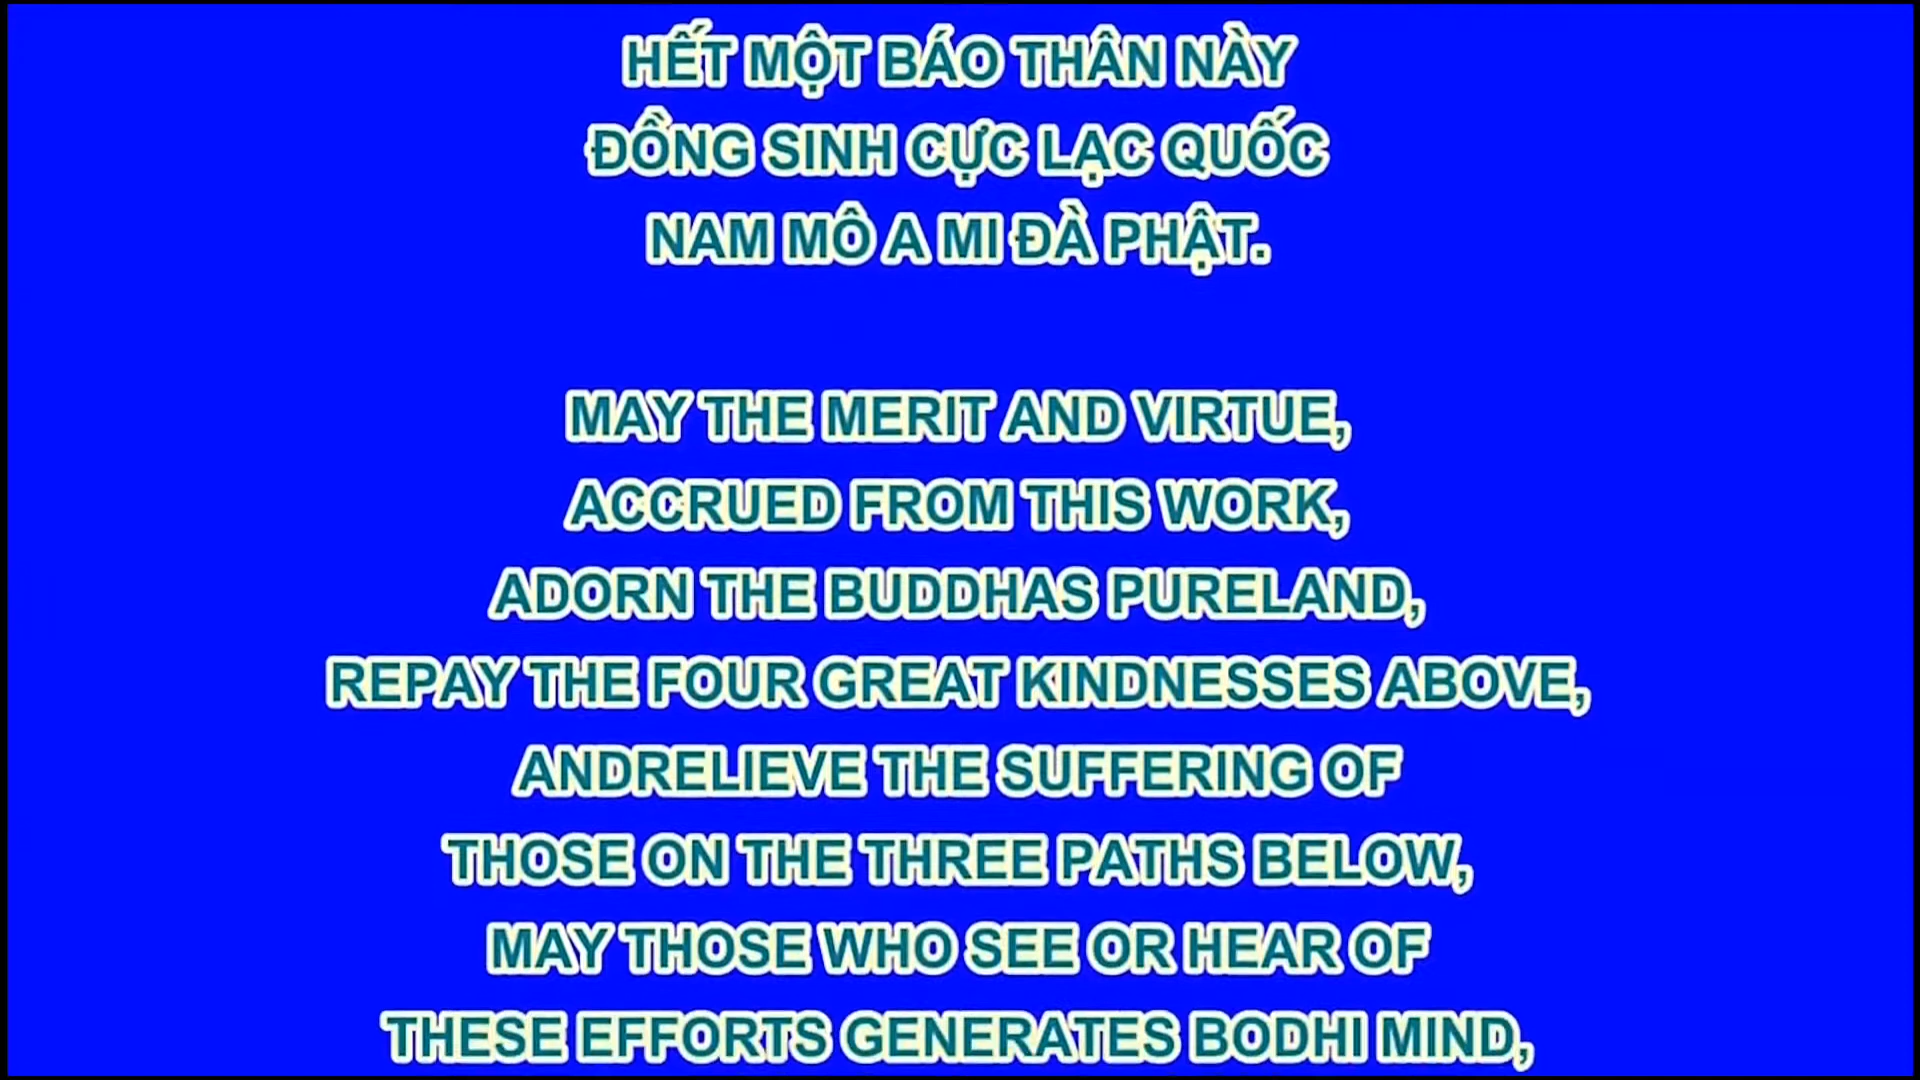 HẾT MỘT BÁO THÂN NÀY
ĐỒNG SINH CỰC LẠC QUỐC
NAM MÔ A MI ĐÀ PHẬT.
MAY THE MERIT AND VIRTUE,
ACCRUED FROM THIS WORK,
ADORN THE BUDDHAS PURELAND,
REPAY THE FOUR GREAT KINDNESSES ABOVE,
ANDRELIEVE THE SUFFERING OF
THOSE ON THE THREE PATHS BELOW,
MAY THOSE WHO SEE OR HEAR OF
THESE EFFORTS GENERATES BODHI MIND,